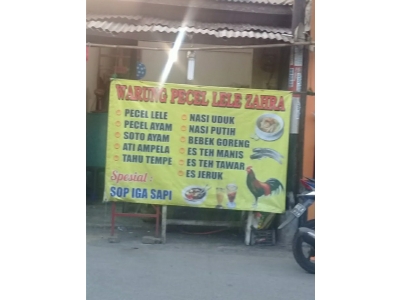 WARUNG PECEL LELE ZAHRA
PECEL LELE
PECEL AYAM
SOTO AYAM
ATI AMPELA
TAHU TEMPE
NASI UDUK
NASI PUTIH
BEBEK GORENG
ES TEH MANIS
ES TEH TAWAR
ES JERUK
Spesial :
SOP IGA SAPI